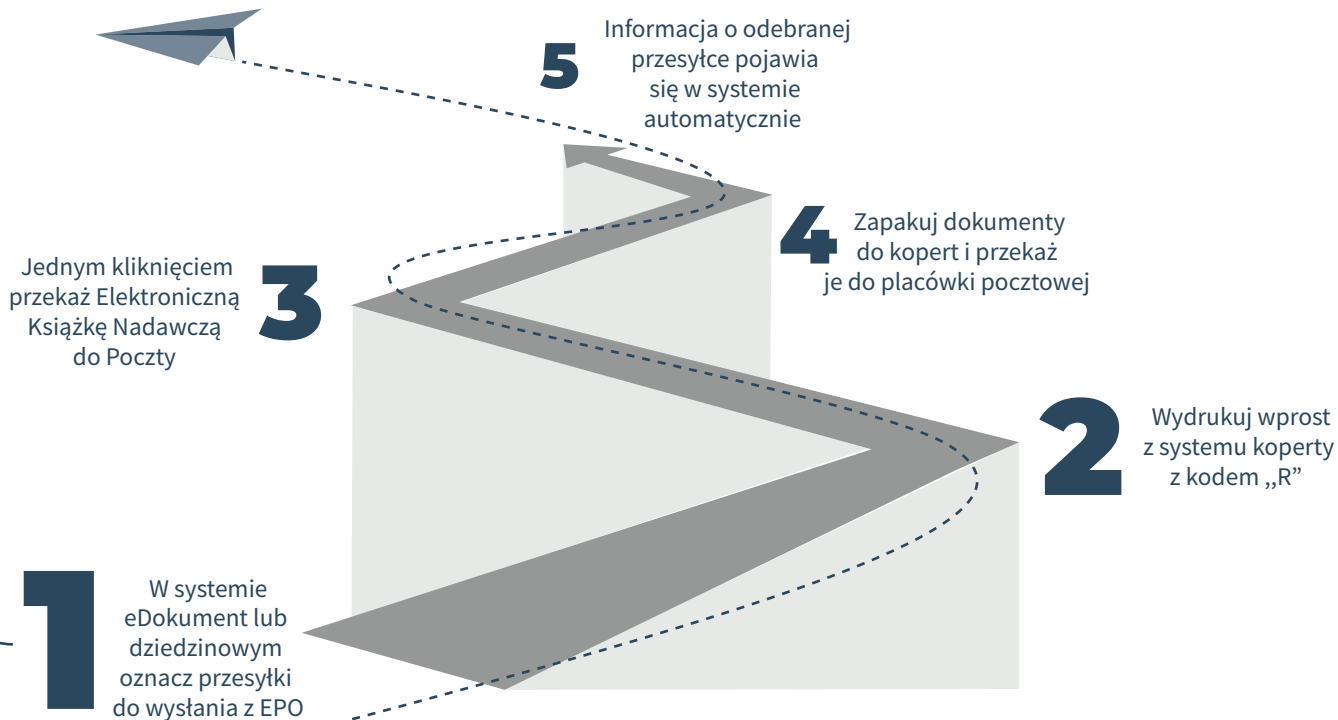 5
Informacja o odebranej
przesyłce pojawia
się w systemie
automatycznie
4
Zapakuj dokumenty
do kopert i przekaż
je do placówki pocztowej
3
Jednym kliknięciem
przekaż Elektroniczną
Książkę Nadawczą
do Poczty
2
Wydrukuj wprost
z systemu koperty
z kodem ,,R”
1
W systemie
eDokument lub
dziedzinowym
oznacz przesyłki
do wysłania z EPO